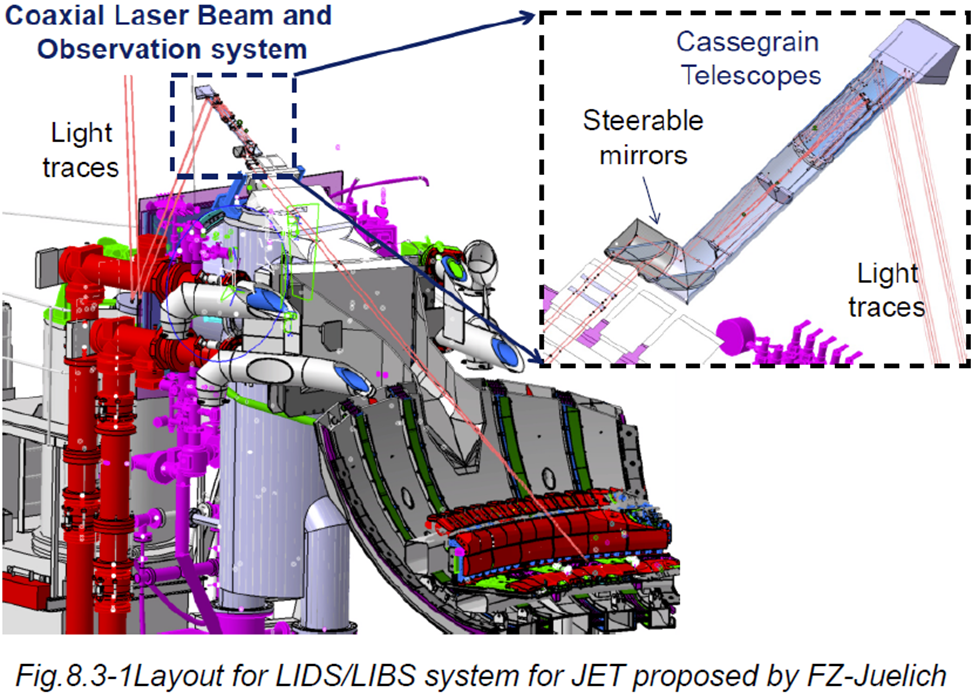 Coaxial Laser Beam and
Observation system
Light
traces
Cassegrain
Telescopes
Steerable
mirrors
Light
traces
Fig.8.3-1Layout for LIDS/LIBS system for JET proposed by FZ-Juelich